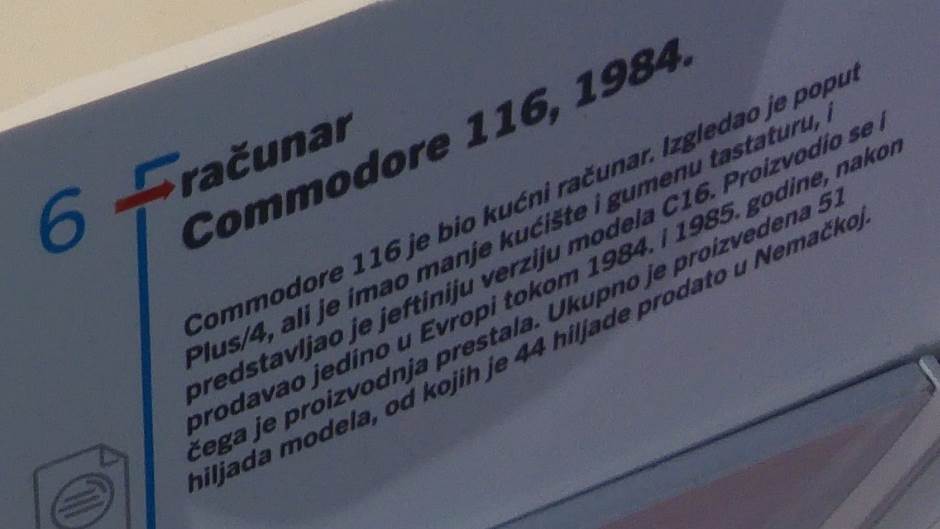 6
računar
Commodore 116, 1984.
Commodore 116 je bio kućni računar. Izgledao je poput
Plus/4, ali je imao manje kućište i gumenu tastaturu, i
predstavljao je jeftiniju verziju modela C16. Proizvodio se i
prodavao jedino u Evropi tokom 1984. i 1985. godine, nakon
čega je proizvodnja prestala. Ukupno je proizvedena 51
hiljada modela, od kojih je 44 hiljade prodato u Nemačkoj.